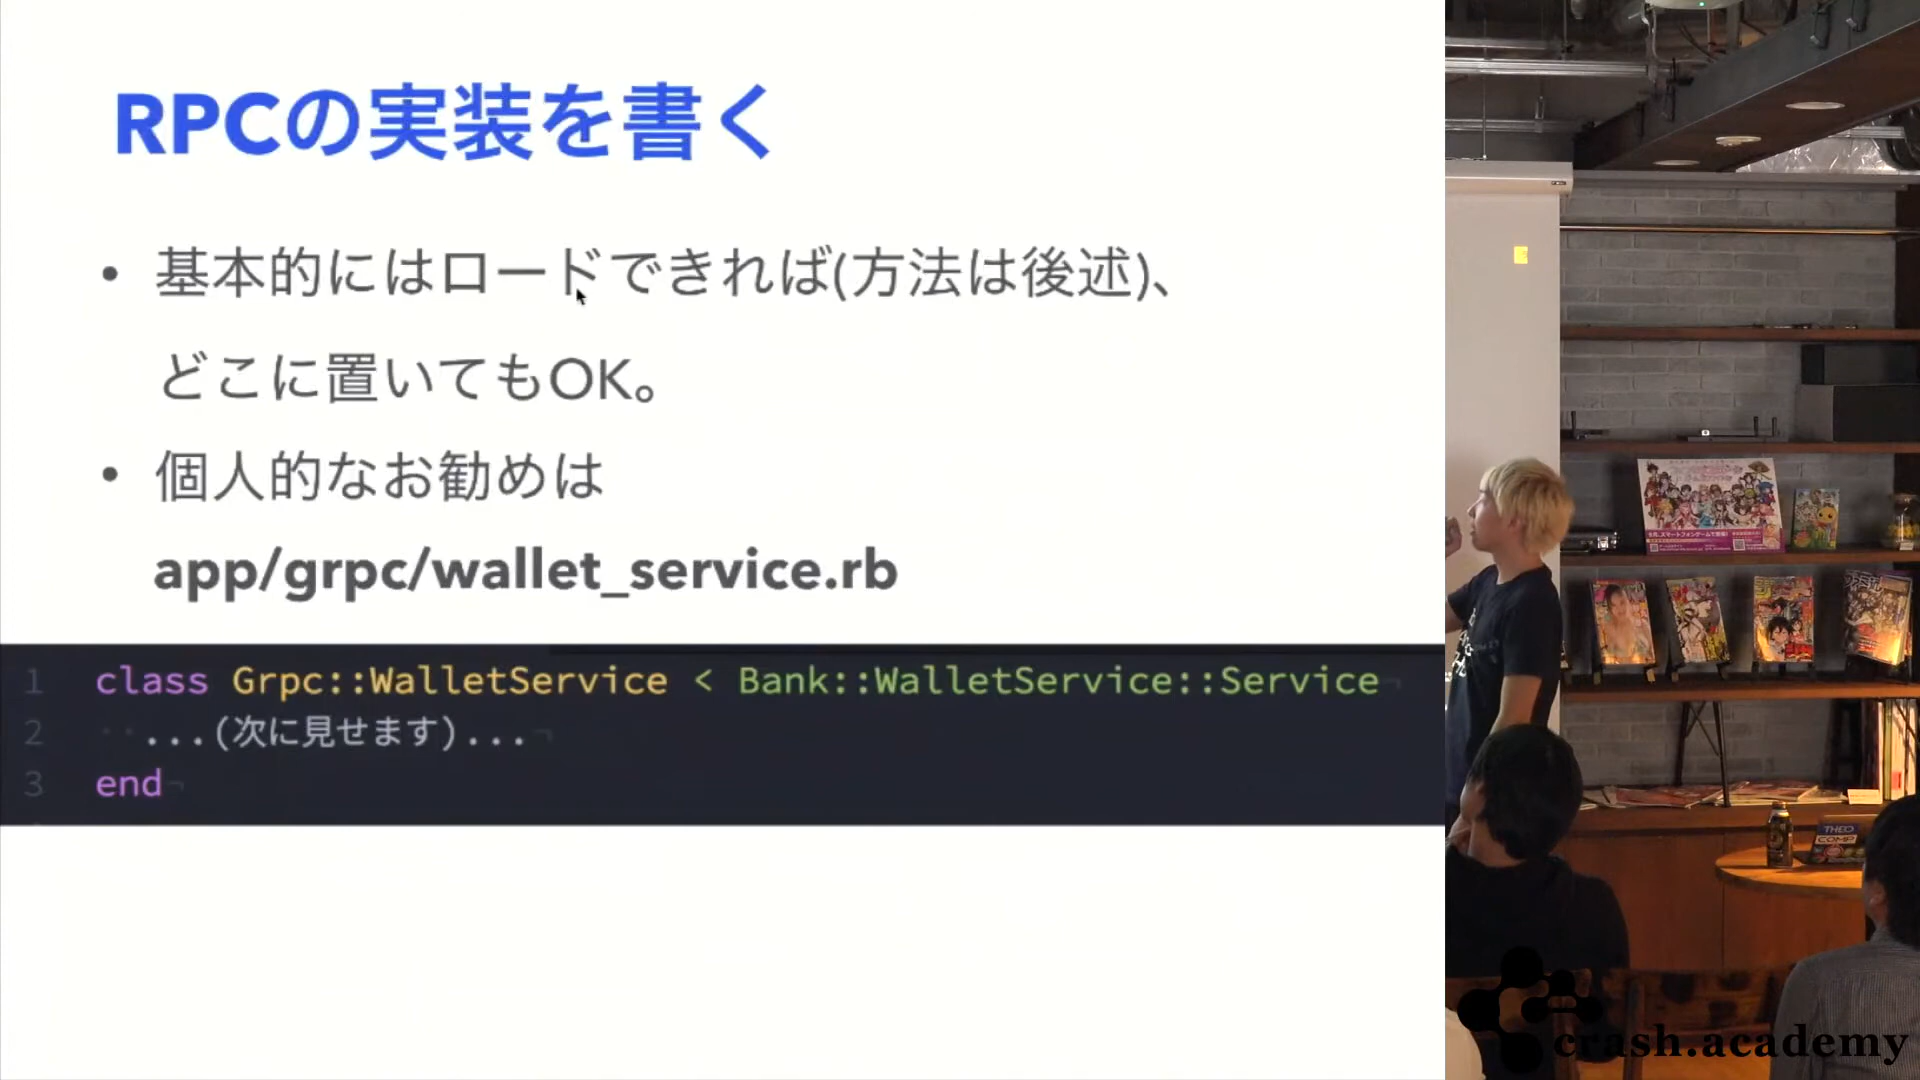 RPCの実装を書く
• 基本的にはロードできれば(方法は後述)、
どこに置いてもOK。
• 個人的なお勧めは
app/grpc/wallet_service.rb
1 class Grpc::WalletService < Bank::WalletService::Service
2 ...(次に見せます)...
3 end
THEO
COMP
crash.academy